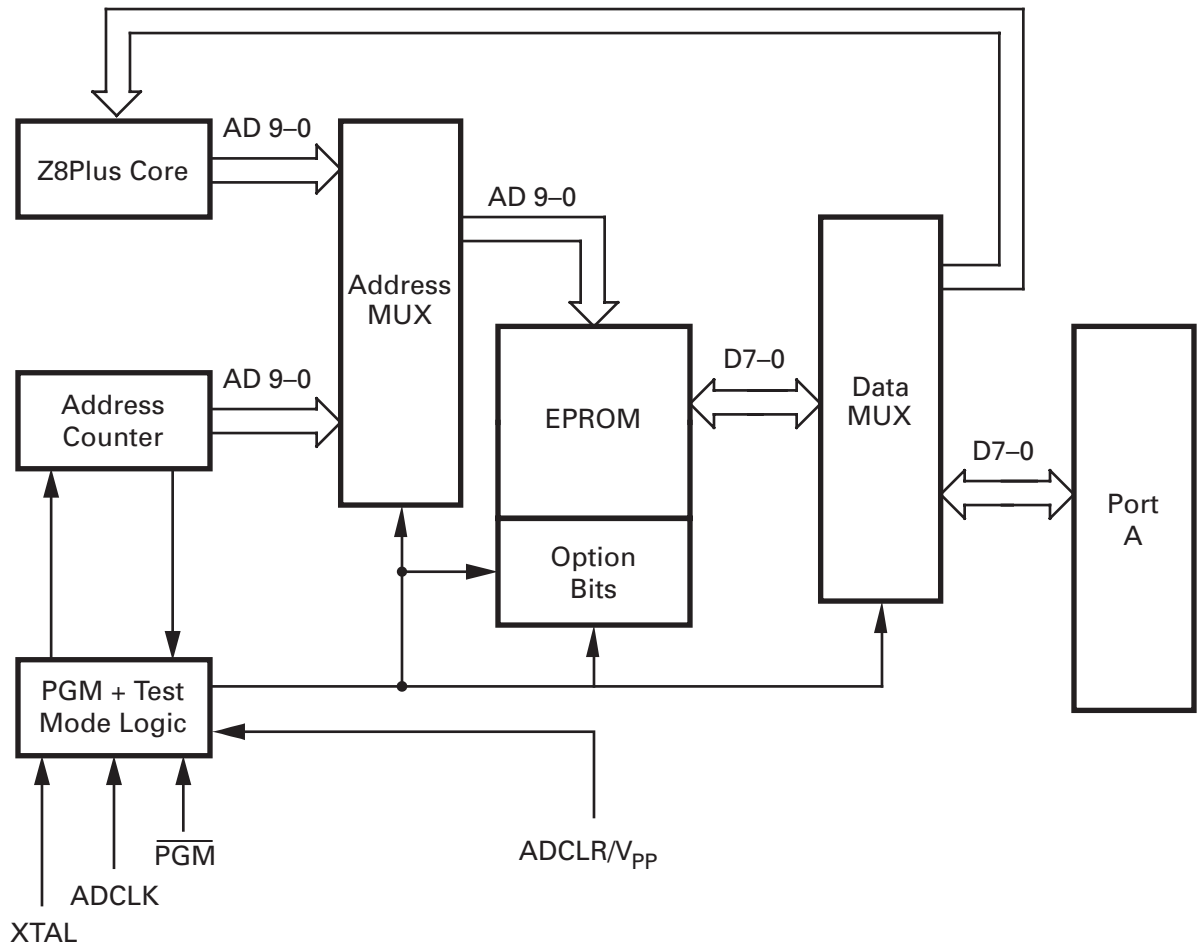 AD 9–0
Z8Plus Core
AD 9–0
Address
MUX
EPROM
Option
Bits
D7–0
Data
MUX
D7–0
Port
A
AD 9–0
Address
Counter
PGM + Test
Mode Logic
PGM
ADCLK
XTAL
ADCLR/VPP